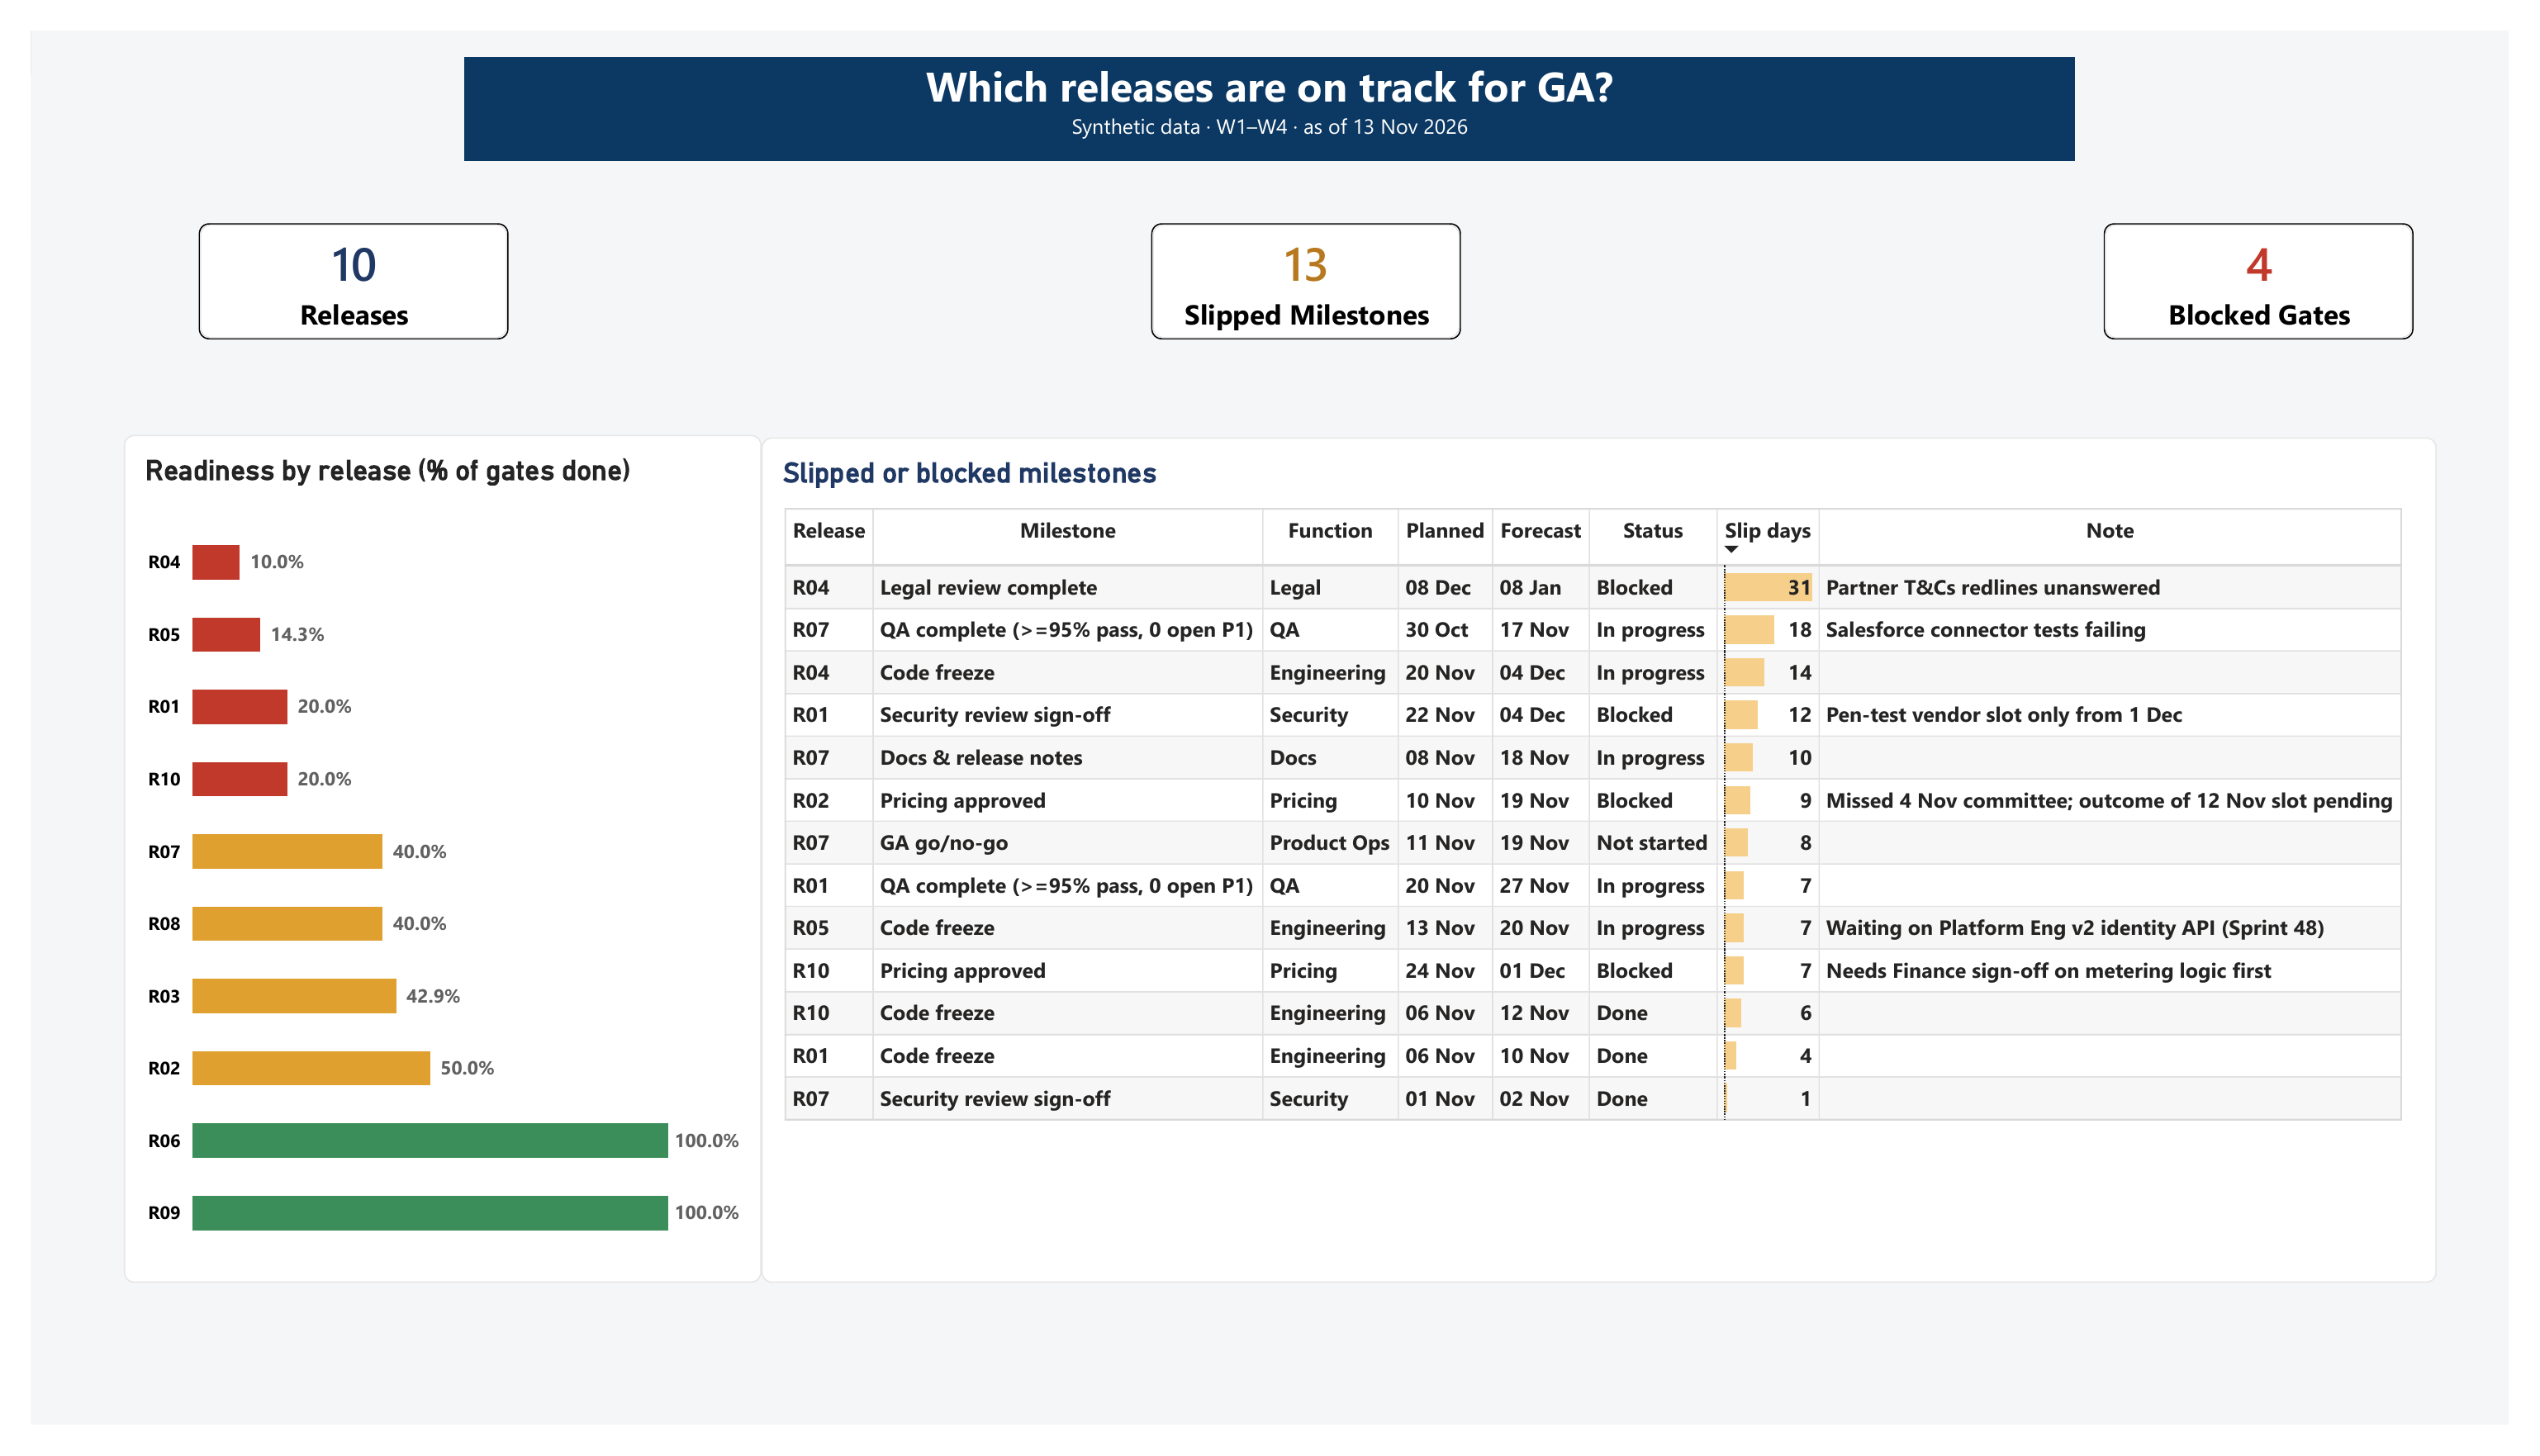 Which releases are on track for GA?
Synthetic data · W1–W4 · as of 13 Nov 2026
10
Releases
13
Slipped Milestones
4
Blocked Gates
Readiness by release (% of gates done)
R04 10.0%
R05 14.3%
R01 20.0%
R10 20.0%
R07 40.0%
R08 40.0%
R03 42.9%
R02 50.0%
R06 100.0%
R09 100.0%
Slipped or blocked milestones
Release Milestone Function Planned Forecast Status Slip days Note
R04 Legal review complete Legal 08 Dec 08 Jan Blocked 31 Partner T&Cs redlines unanswered
R07 QA complete (>=95% pass, 0 open P1) QA 30 Oct 17 Nov In progress 18 Salesforce connector tests failing
R04 Code freeze Engineering 20 Nov 04 Dec In progress 14
R01 Security review sign-off Security 22 Nov 04 Dec Blocked 12 Pen-test vendor slot only from 1 Dec
R07 Docs & release notes Docs 08 Nov 18 Nov In progress 10
R02 Pricing approved Pricing 10 Nov 19 Nov Blocked 9 Missed 4 Nov committee; outcome of 12 Nov slot pending
R07 GA go/no-go Product Ops 11 Nov 19 Nov Not started 8
R01 QA complete (>=95% pass, 0 open P1) QA 20 Nov 27 Nov In progress 7
R05 Code freeze Engineering 13 Nov 20 Nov In progress 7 Waiting on Platform Eng v2 identity API (Sprint 48)
R10 Pricing approved Pricing 24 Nov 01 Dec Blocked 7 Needs Finance sign-off on metering logic first
R10 Code freeze Engineering 06 Nov 12 Nov Done 6
R01 Code freeze Engineering 06 Nov 10 Nov Done 4
R07 Security review sign-off Security 01 Nov 02 Nov Done 1